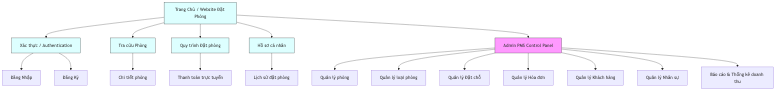 Trang Chủ / Website Đặt
Phòng
Xác thực / Authentication
Tra cứu Phòng
Quy trình Đặt phòng
Hồ sơ cá nhân
Admin PMS Control Panel
Đăng Nhập
Đăng Ký
Chi tiết phòng
Thanh toán trực tuyến
Lịch sử đặt phòng
Quản lý phòng
Quản lý loại phòng
Quản lý Đặt chỗ
Quản lý Hóa đơn
Quản lý Khách hàng
Quản lý Nhân sự
Báo cáo & Thống kê doanh
thu